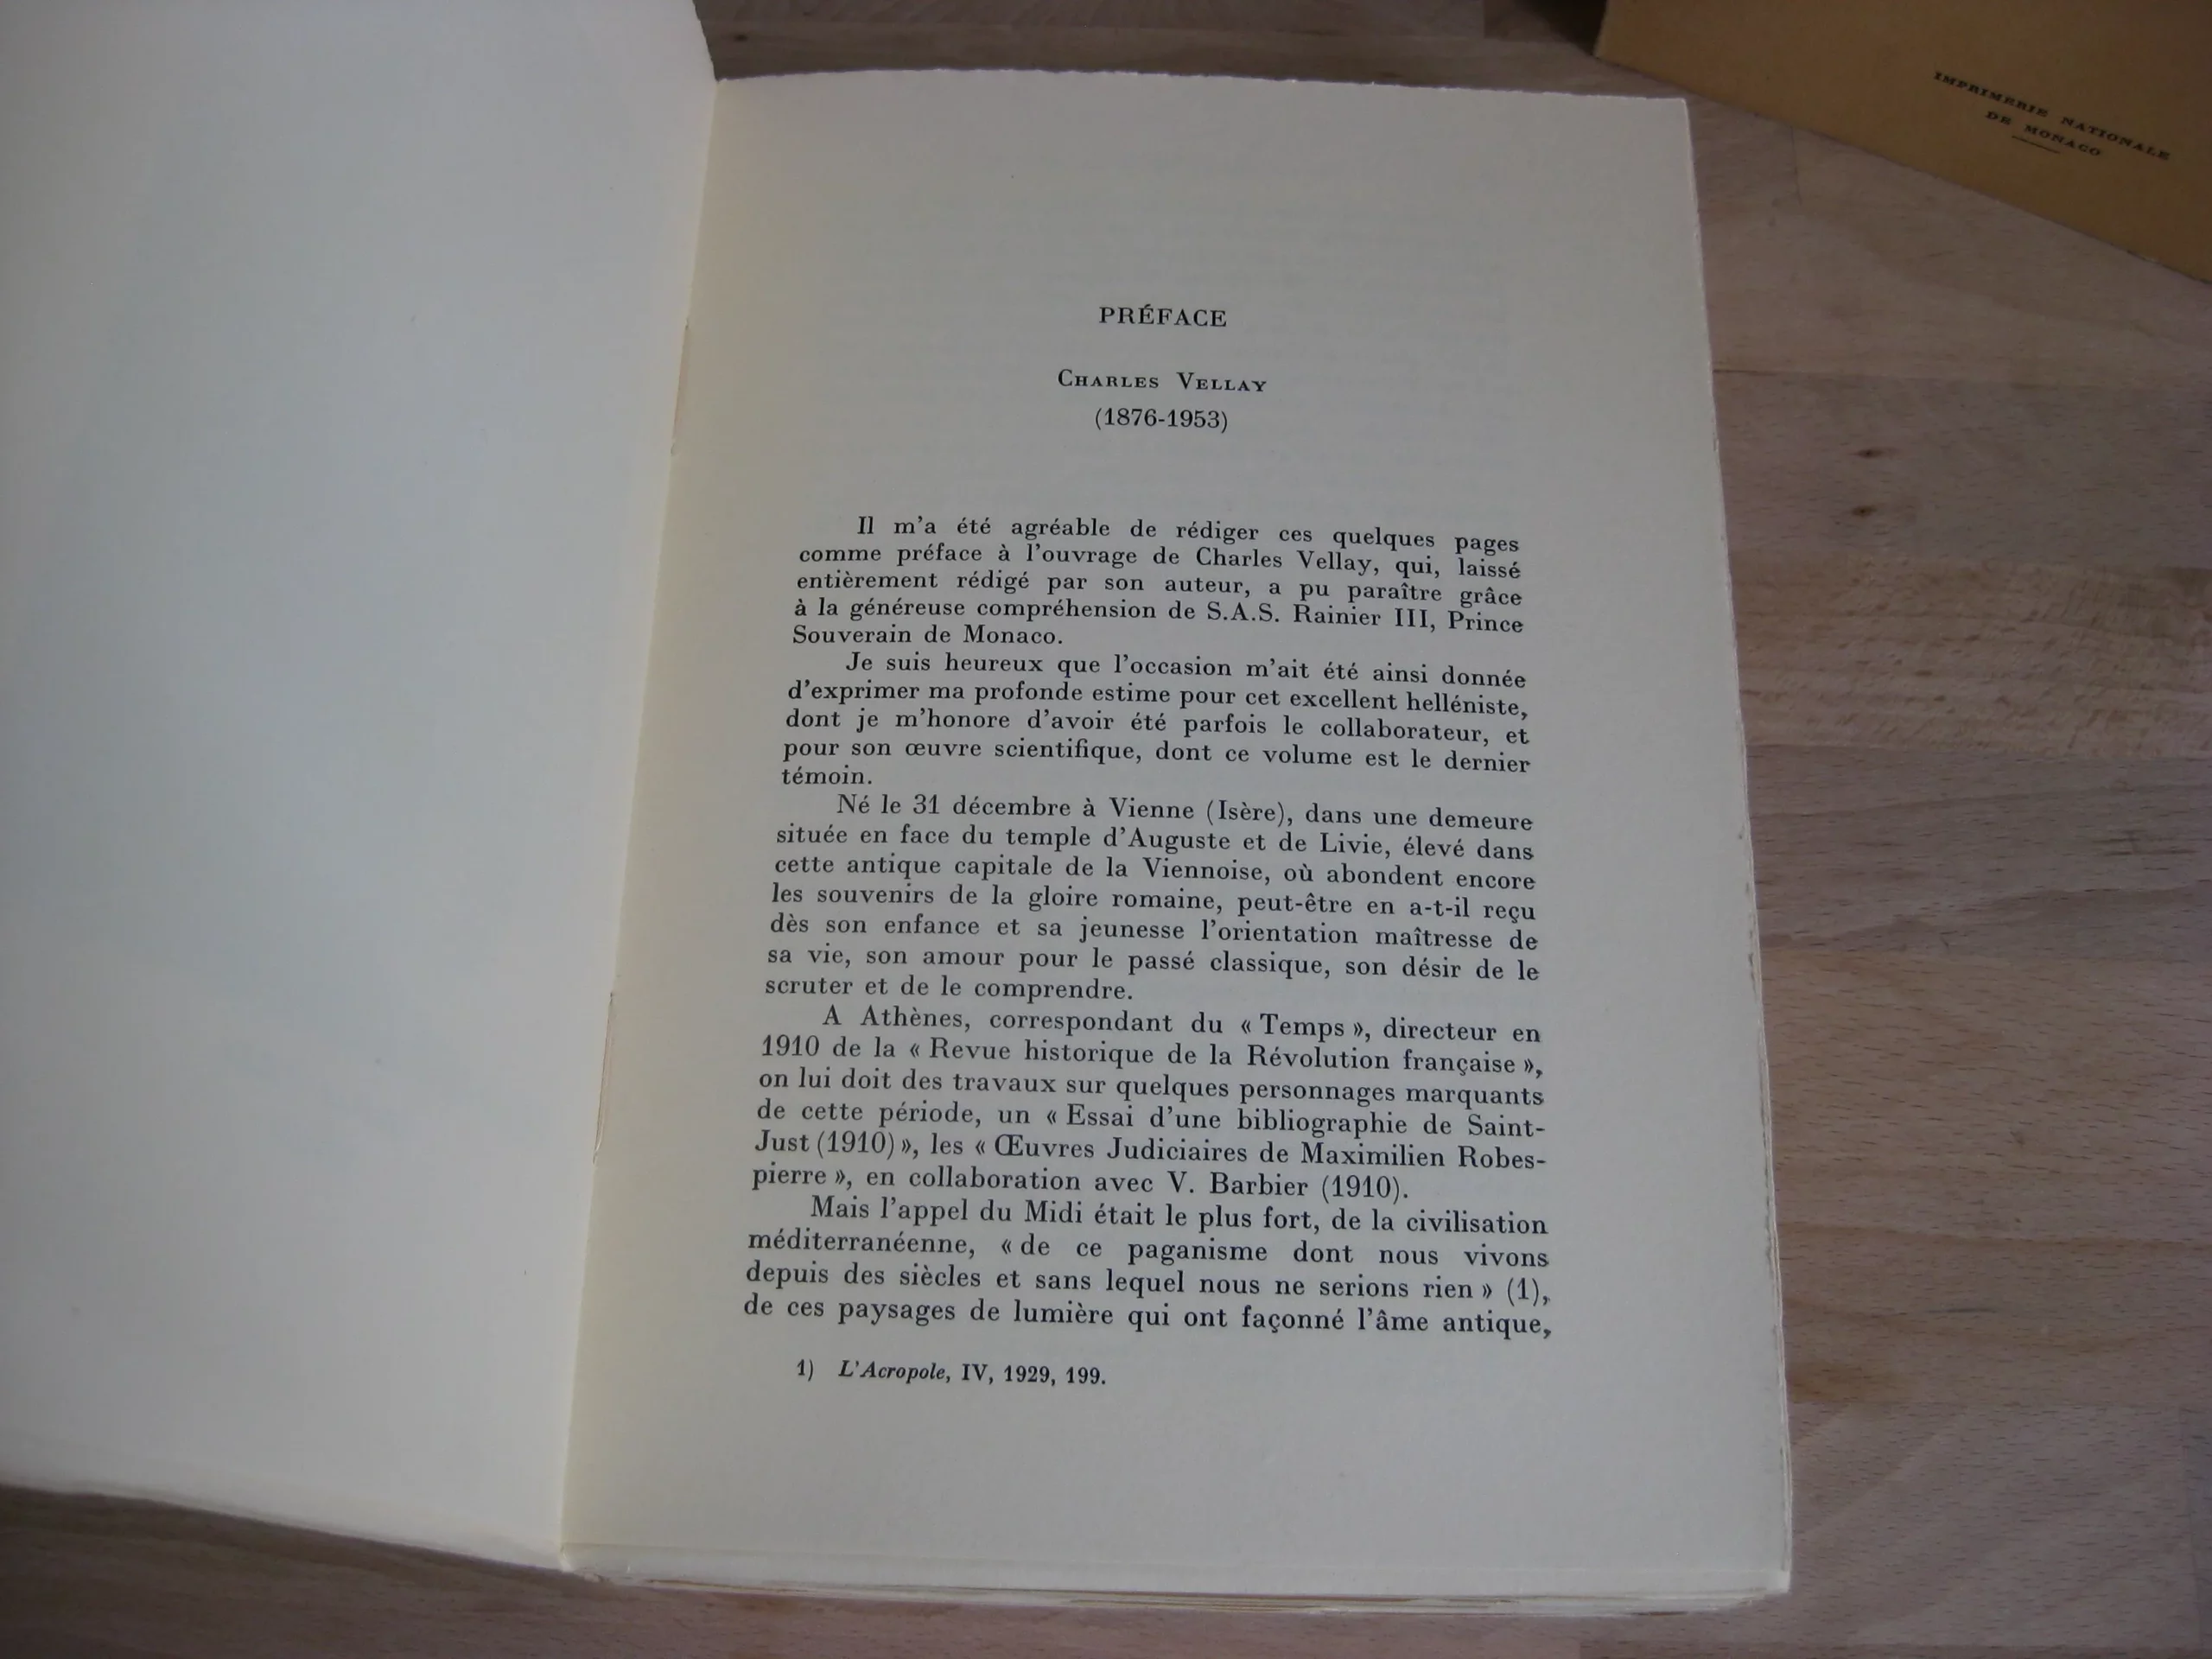 IMPRIMERIE NATIONALE
DE MONACO
PRÉFACE
CHARLES VELLAY
(1876-1953)
Il m'a été agréable de rédiger ces quelques pages
comme préface à l'ouvrage de Charles Vellay, qui, laissé
entièrement rédigé par son auteur, a pu paraître grâce
à la généreuse compréhension de S.A.S. Rainier III, Prince
Souverain de Monaco.
Je suis heureux que l'occasion m'ait été ainsi donnée
d'exprimer ma profonde estime pour cet excellent helléniste,
dont je m'honore d'avoir été parfois le collaborateur, et
pour son œuvre scientifique, dont ce volume est le dernier
témoin.
Né le 31 décembre à Vienne (Isère), dans une demeure
située en face du temple d'Auguste et de Livie, élevé dans
cette antique capitale de la Viennoise, où abondent encore
les souvenirs de la gloire romaine, peut-être en a-t-il reçu
dès son enfance et sa jeunesse l'orientation maîtresse de
sa vie, son amour pour le passé classique, son désir de le
scruter et de le comprendre.
A Athènes, correspondant du « Temps », directeur en
1910 de la « Revue historique de la Révolution française »,
on lui doit des travaux sur quelques personnages marquants
de cette période, un « Essai d'une bibliographie de Saint-
Just (1910) », les « Œuvres Judiciaires de Maximilien Robes-
pierre », en collaboration avec V. Barbier (1910).
Mais l'appel du Midi était le plus fort, de la civilisation
méditerranéenne, « de ce paganisme dont nous vivons
depuis des siècles et sans lequel nous ne serions rien » (1),
de ces paysages de lumière qui ont façonné l'âme antique,
1) L'Acropole, IV, 1929, 199.